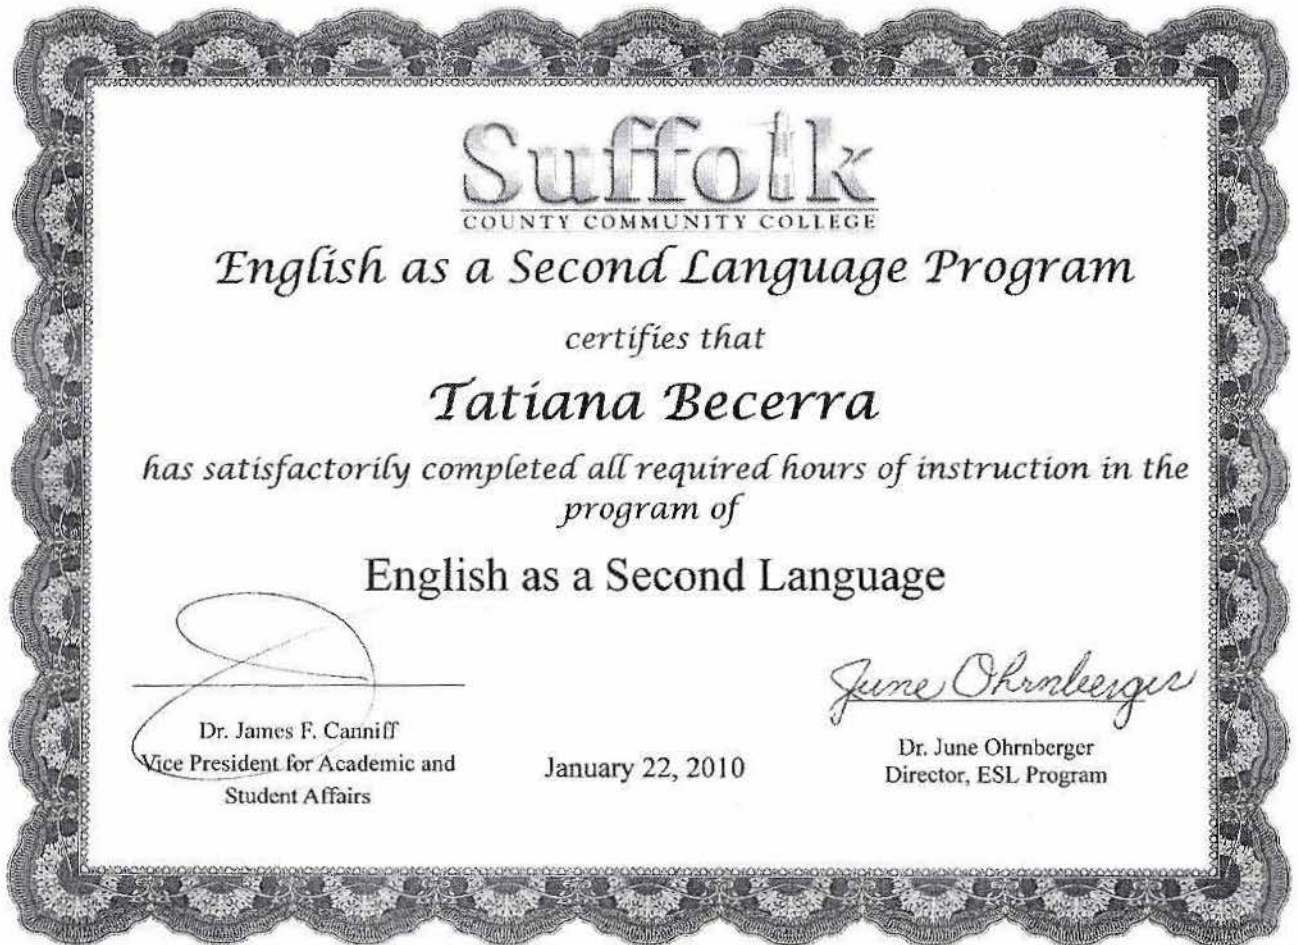 Suffolk
COUNTY COMMUNITY COLLEGE
English as a Second Language Program
certifies that
Tatiana Becerra
has satisfactorily completed all required hours of instruction in the
program of
English as a Second Language
June Ohrnberger
Dr. James F. Canniff
Vice President for Academic and
Student Affairs
January 22, 2010
Dr. June Ohrnberger
Director, ESL Program